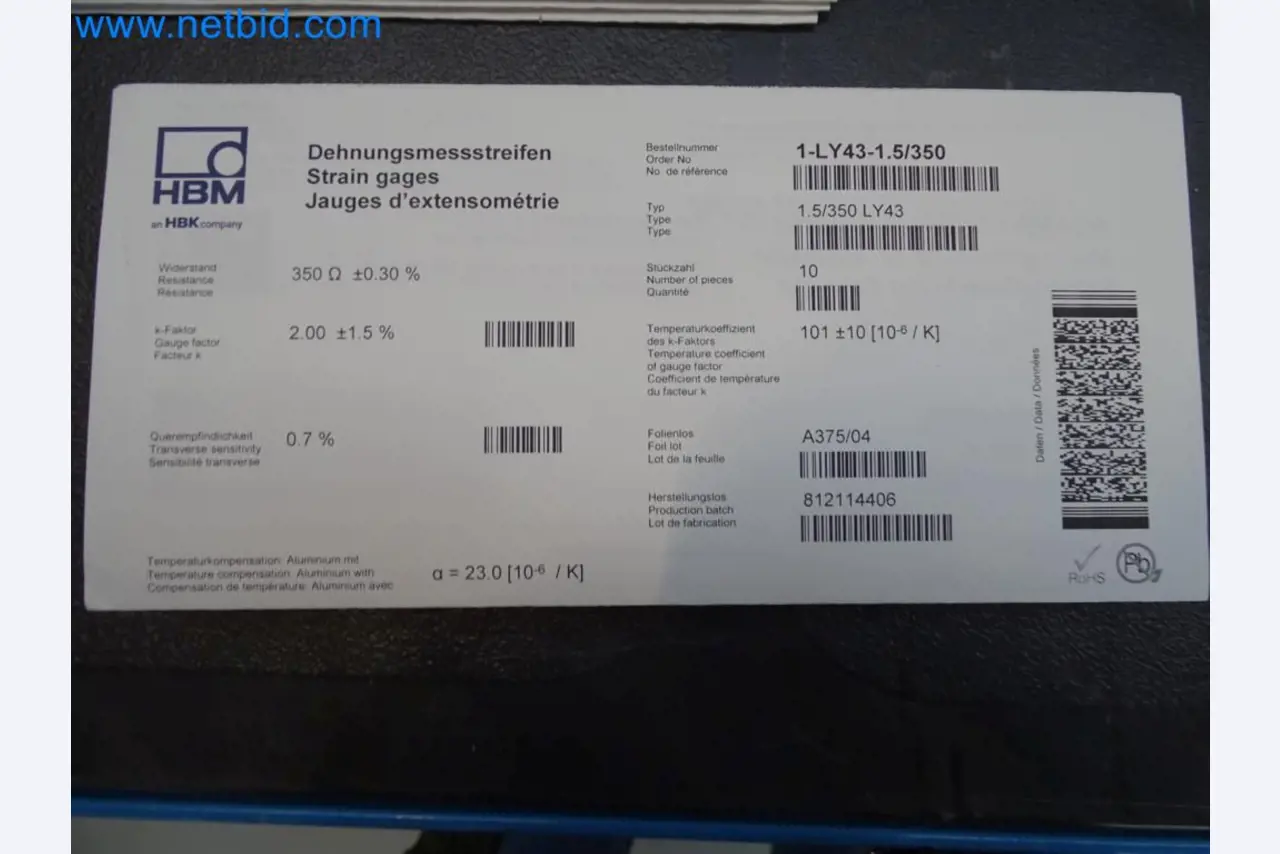 www.netbid.com
HBM
an HBK company
Dehnungsmessstreifen
Strain gages
Jauges d'extensométrie
Widerstand
Resistance
Résistance
350 Ω ±0.30 %
k-Faktor
Gauge factor
Facteur k
2.00 ±1.5 %
Querempfindlichkeit
Transverse sensitivity
Sensibilité transverse
0.7 %
Temperaturkompensation: Aluminium mit
Temperature compensation: Aluminium with
Compensation de température: Aluminium avec
α = 23.0 [10-6 / K]
Bestellnummer
Order No
No de référence
1-LY43-1.5/350
Typ
Type
Type
1.5/350 LY43
Stückzahl
Number of pieces
Quantité
10
Temperaturkoeffizient
des k-Faktors
Temperature coefficient
of gauge factor
Coefficient de température
du facteur k
101 ±10 [10-6 / K]
Folienlos
Foil lot
Lot de la feuille
A375/04
Herstellungslos
Production batch
Lot de fabrication
812114406
Daten / Data / Données
RoHS
Pb